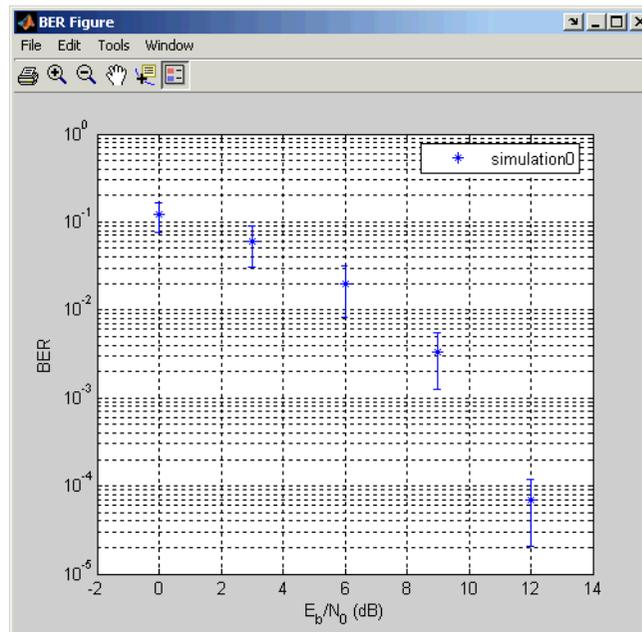 BER Figure
File Edit Tools Window
10^0
10^-1
10^-2
10^-3
10^-4
10^-5
BER
simulation0
-2 0 2 4 6 8 10 12 14
E_b/N_0 (dB)